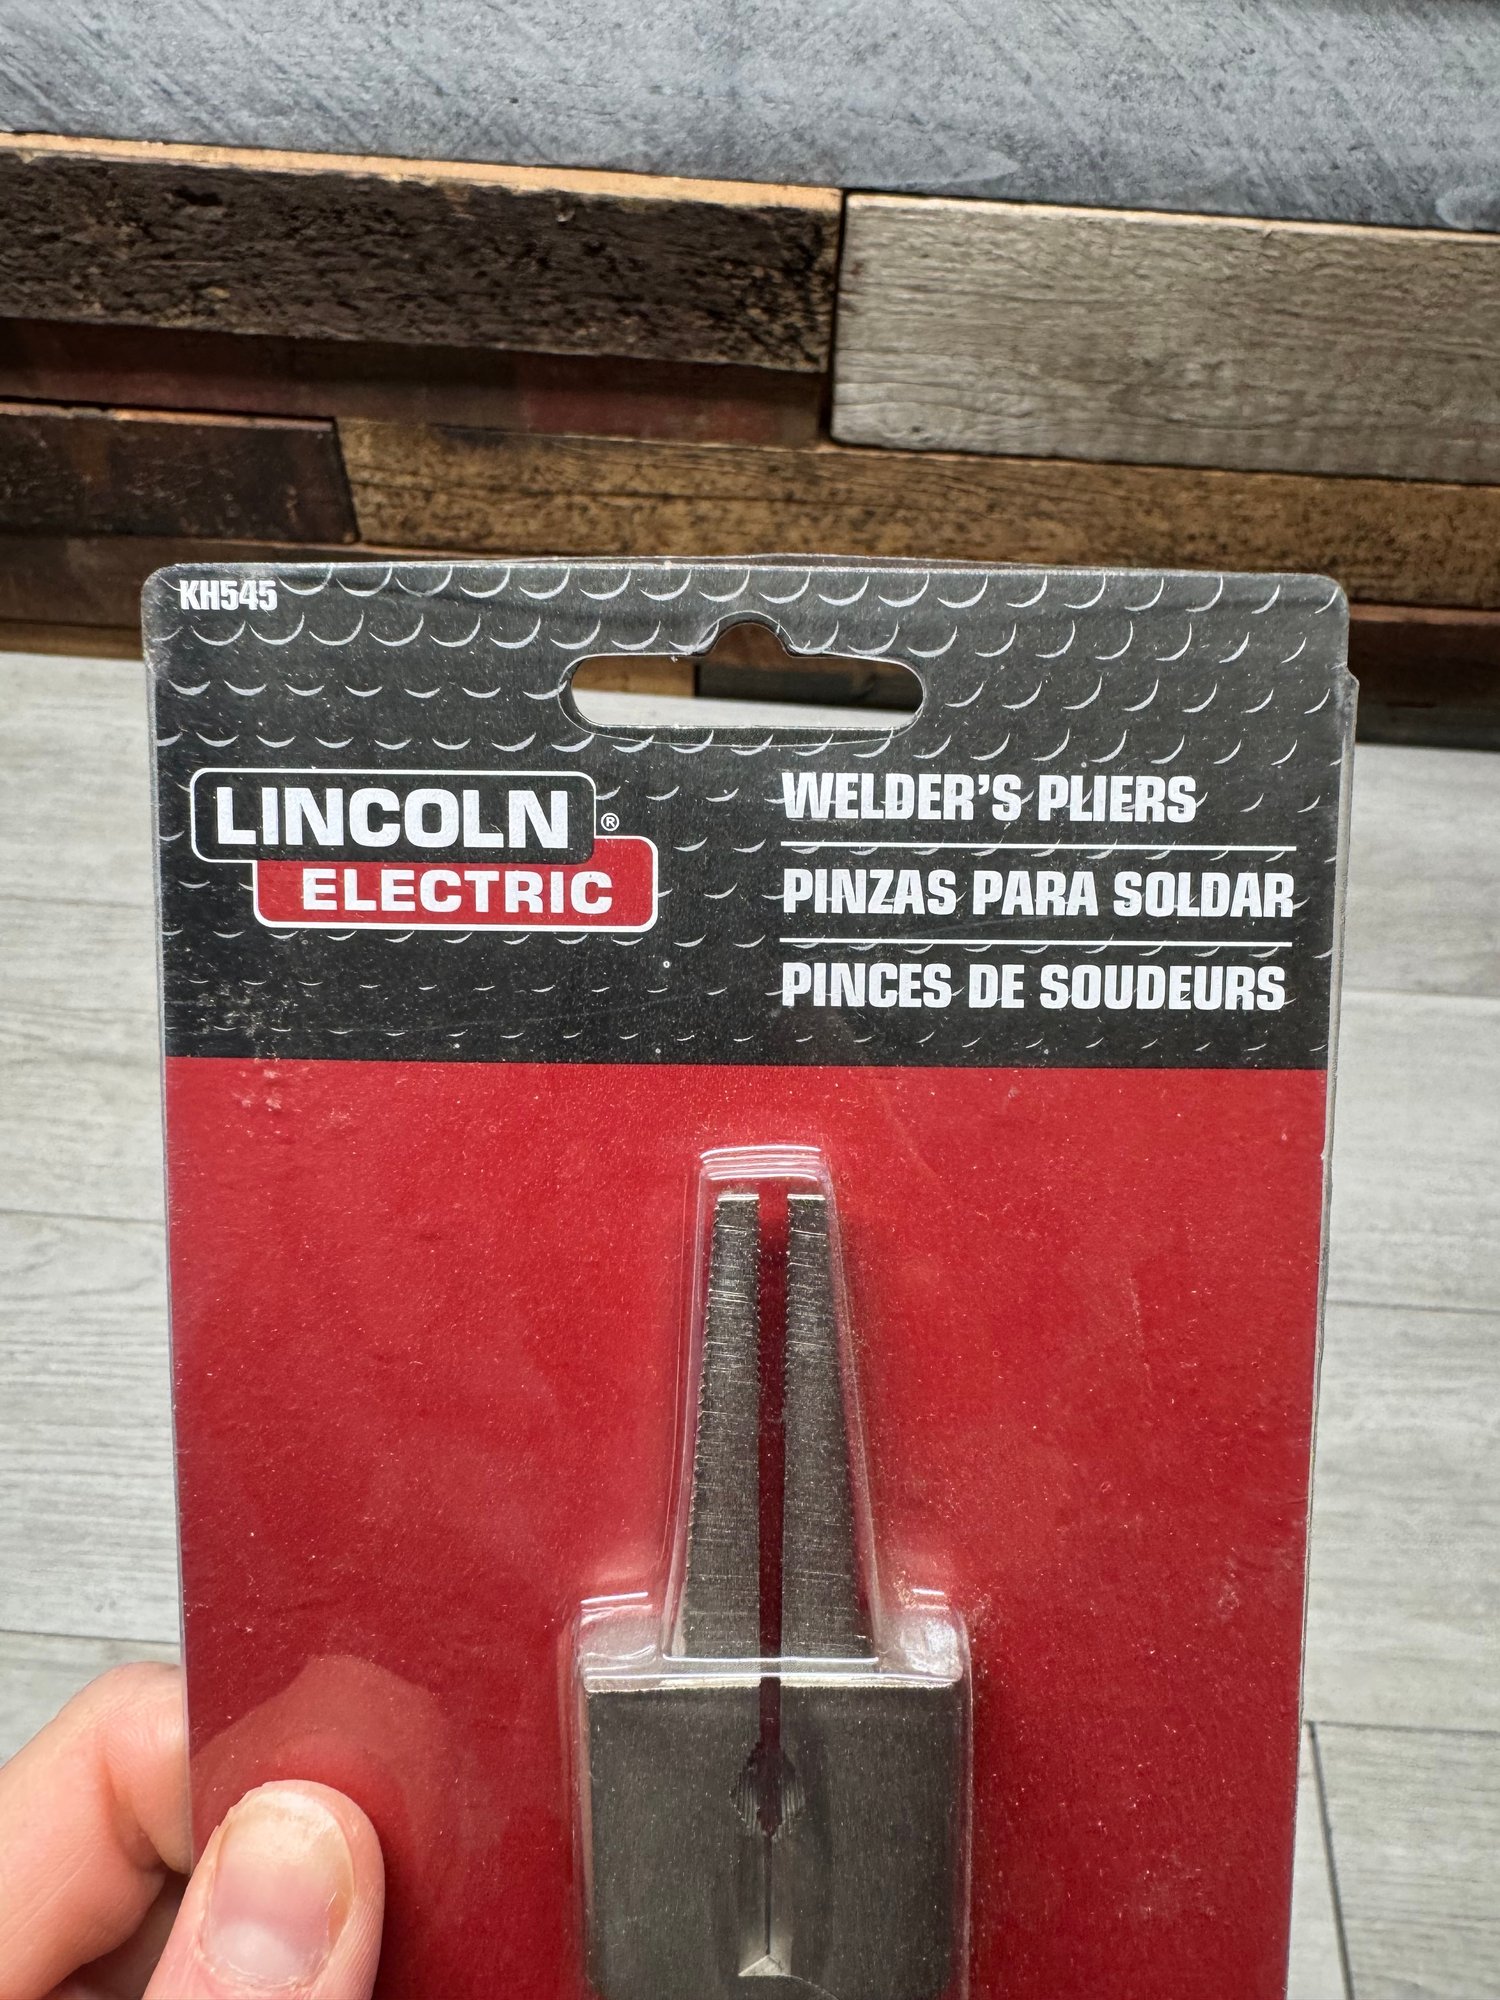 KH545
LINCOLN ®
ELECTRIC
WELDER'S PLIERS
PINZAS PARA SOLDAR
PINCES DE SOUDEURS